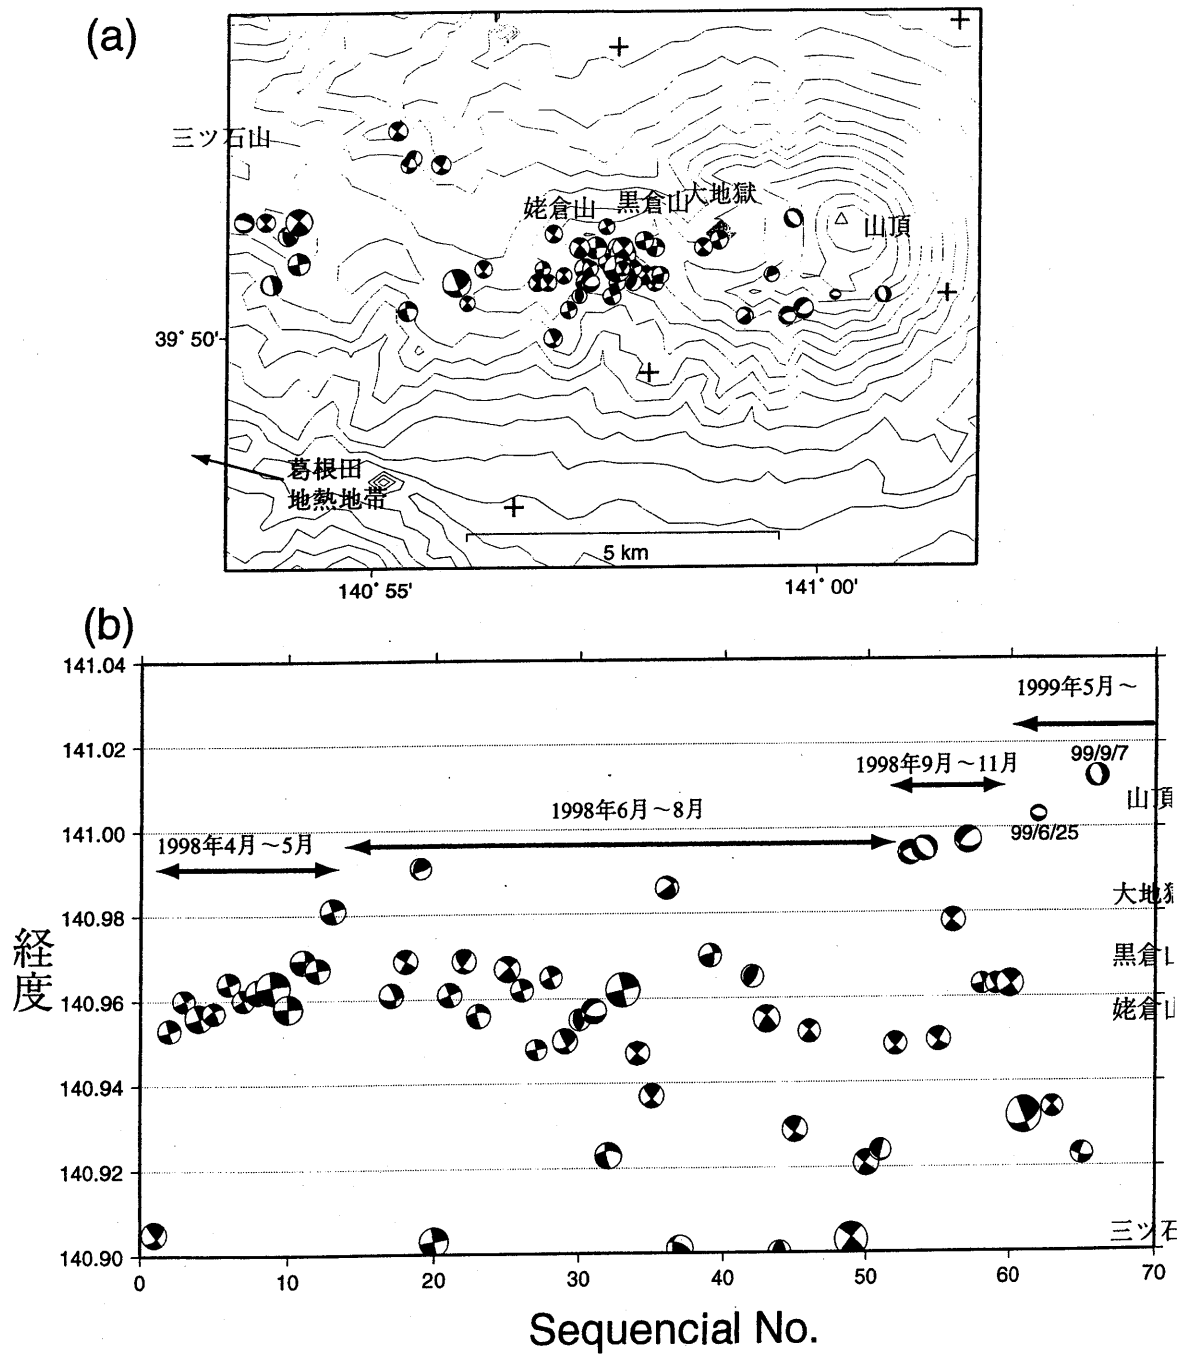 (a)
三ツ石山
姥倉山
黒倉山
大地獄
山頂
39° 50'
葛根田
地熱地帯
5 km
140° 55'
141° 00'
(b)
141.04
141.02
141.00
140.98
140.96
140.94
140.92
140.90
経度
1998年4月～5月
1998年6月～8月
1998年9月～11月
1999年5月～
99/9/7
99/6/25
山頂
大地獄
黒倉山
姥倉山
三ツ石
0
10
20
30
40
50
60
70
Sequencial No.